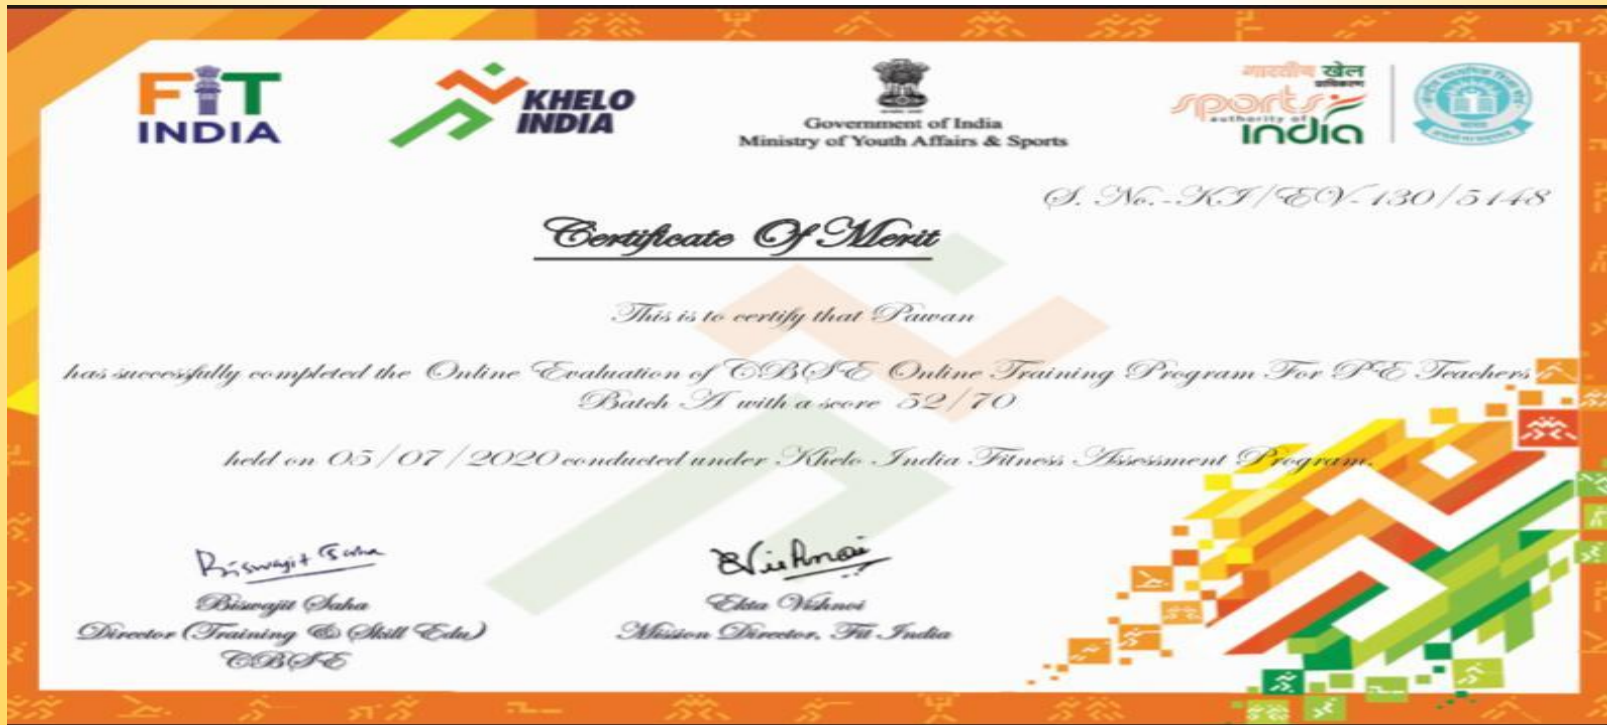 FIT
INDIA
KHELO
INDIA
Government of India
Ministry of Youth Affairs & Sports
भारतीय खेल
प्राधिकरण
sports
authority of
india
भारत
S. No.-KI/EV-130/5148
Certificate Of Merit
This is to certify that Pawan
has successfully completed the Online Evaluation of CBSE Online Training Program For PE Teachers
Batch A with a score 52/70
held on 05/07/2020 conducted under Khelo India Fitness Assessment Program.
Biswajit Saha
Vishnoi
Biswajit Saha
Director (Training & Skill Edu)
CBSE
Ekta Vishnoi
Mission Director, Fit India